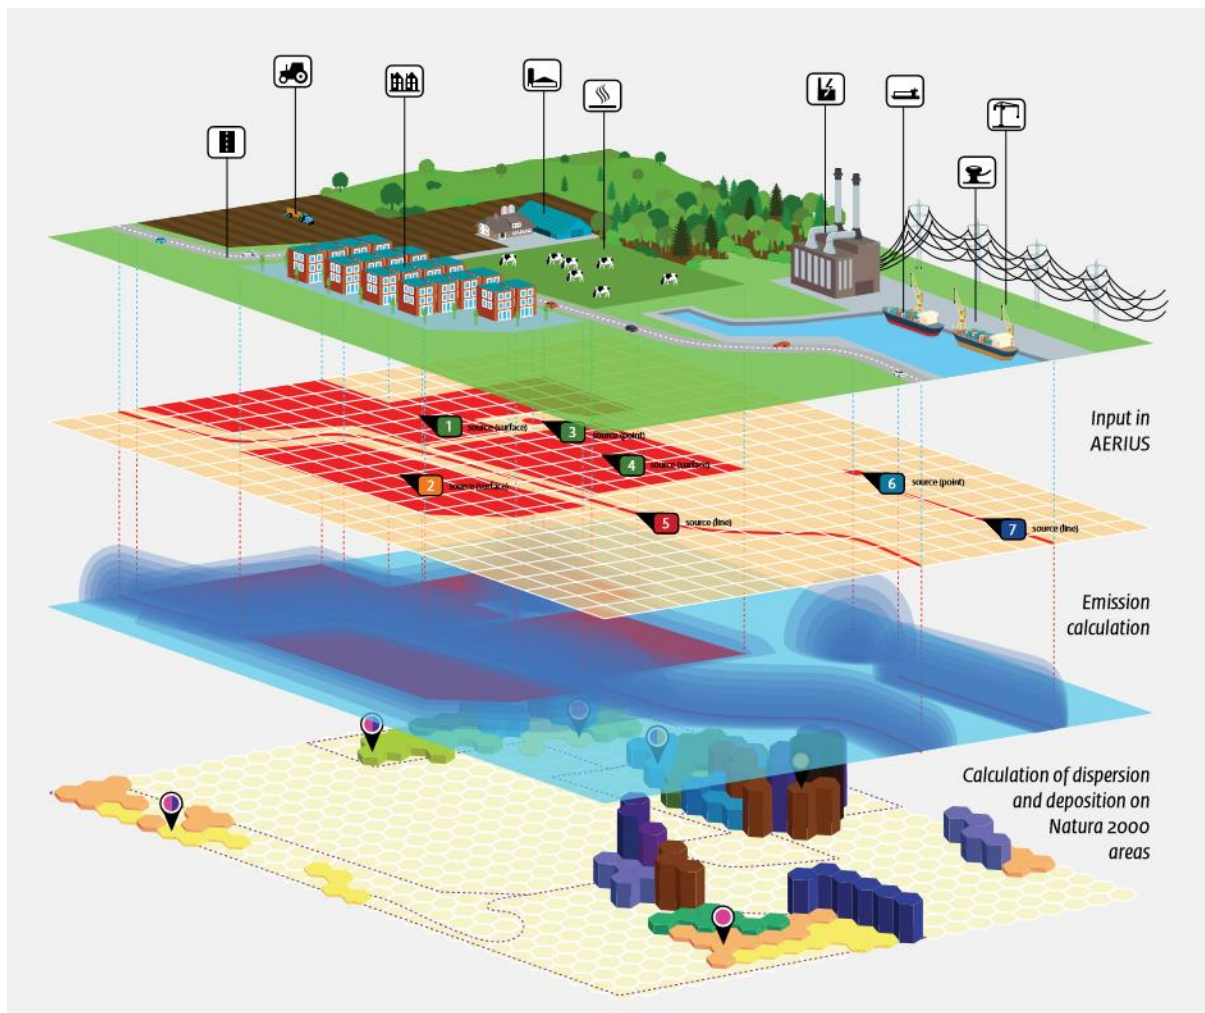 Input in
AERIUS
1 source (surface)
3 source (point)
4 source (surface)
2 source (surface)
6 source (point)
5 source (line)
7 source (line)
Emission
calculation
Calculation of dispersion
and deposition on
Natura 2000
areas